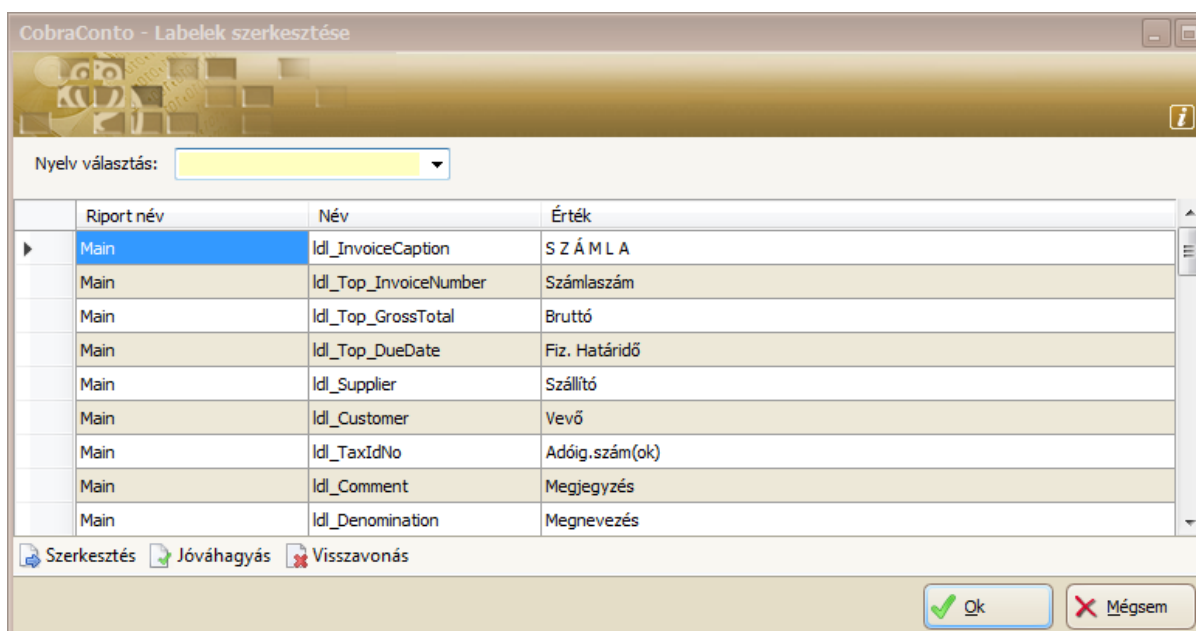 CobraConto - Labelek szerkesztése
Nyelv választás:
Riport név Név Érték
Main ldl_InvoiceCaption S Z Á M L A
Main ldl_Top_InvoiceNumber Számlaszám
Main ldl_Top_GrossTotal Bruttó
Main ldl_Top_DueDate Fiz. Határidő
Main ldl_Supplier Szállító
Main ldl_Customer Vevő
Main ldl_TaxIdNo Adóig.szám(ok)
Main ldl_Comment Megjegyzés
Main ldl_Denomination Megnevezés
Szerkesztés Jóváhagyás Visszavonás
Ok Mégsem